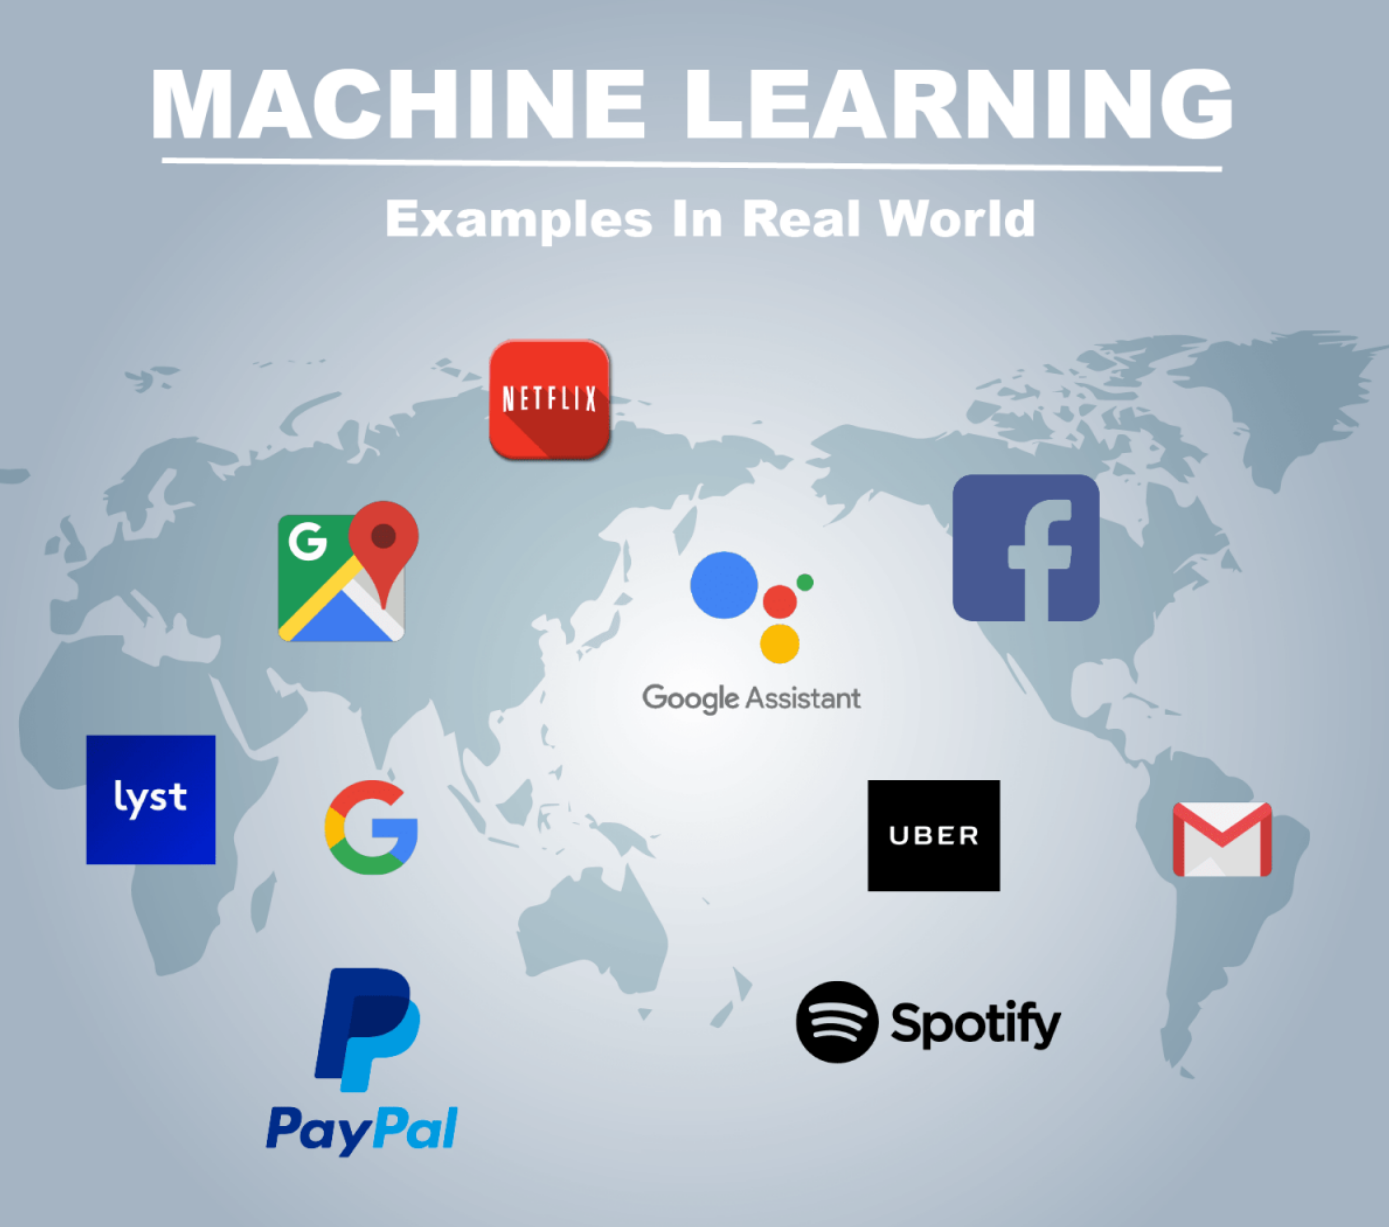 MACHINE LEARNING
Examples In Real World
NETFLIX
G
f
Google Assistant
lyst
G
UBER
PayPal
Spotify